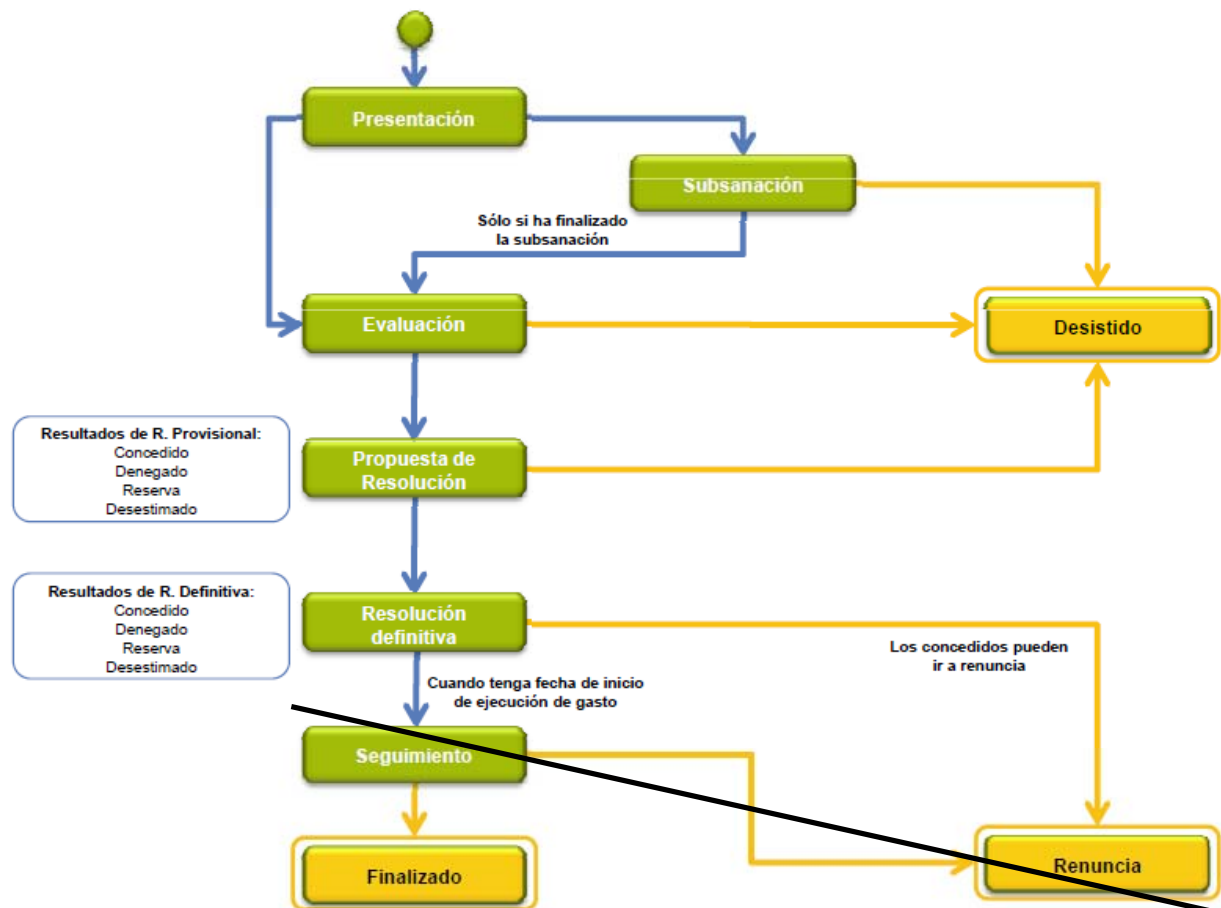 Presentación
Subsanación
Sólo si ha finalizado
la subsanación
Evaluación
Desistido
Resultados de R. Provisional:
Concedido
Denegado
Reserva
Desestimado
Propuesta de
Resolución
Resultados de R. Definitiva:
Concedido
Denegado
Reserva
Desestimado
Resolución
definitiva
Los concedidos pueden
ir a renuncia
Cuando tenga fecha de inicio
de ejecución de gasto
Seguimiento
Finalizado
Renuncia